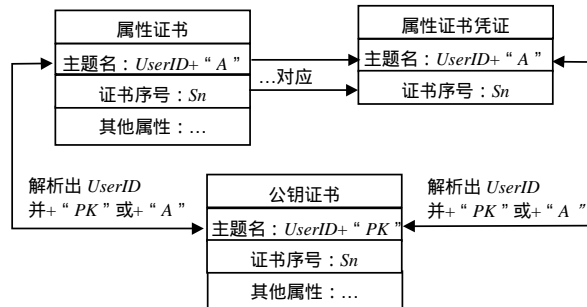 属性证书
主题名：UserID+“A”
证书序号：Sn
其他属性：…
…对应
属性证书凭证
主题名：UserID+“A”
证书序号：Sn
解析出 UserID
并+“PK”或+“A”
公钥证书
主题名：UserID+“PK”
证书序号：Sn
其他属性：…
解析出 UserID
并+“PK”或+“A”